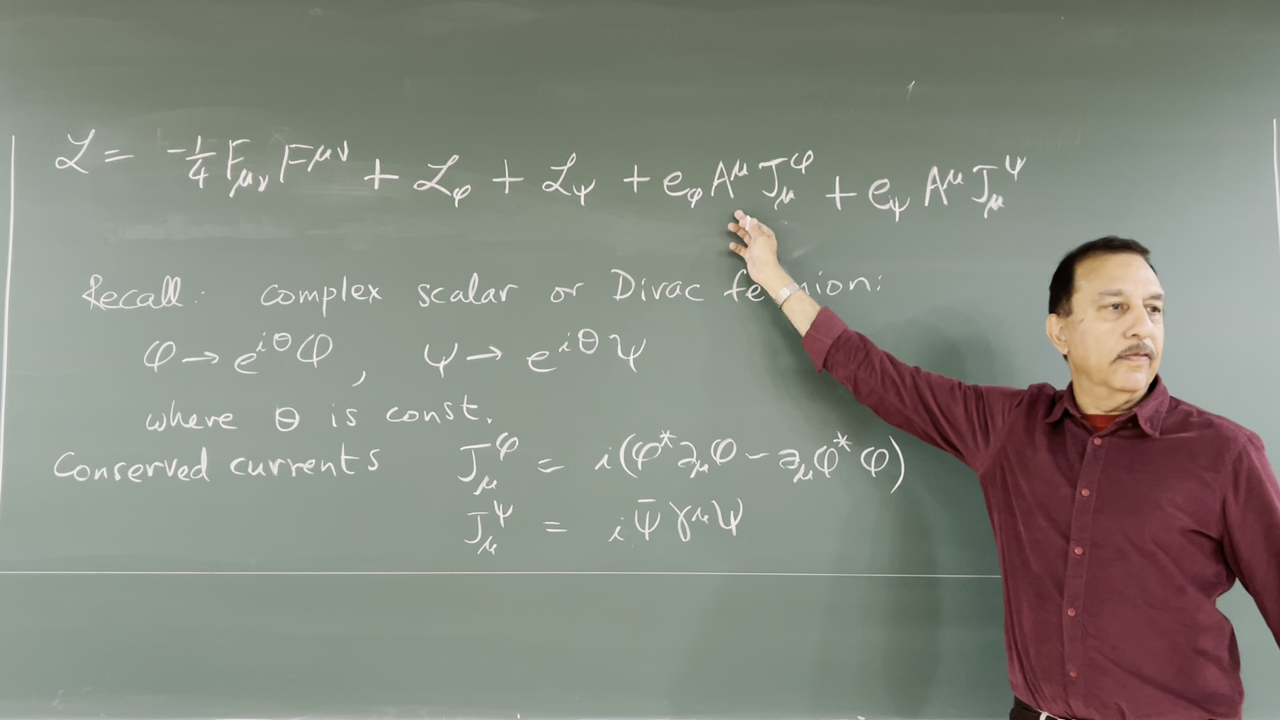 ℒ = -1/4 F_μν F^μν + ℒ_φ + ℒ_ψ + e_φ A^μ J_μ^φ + e_ψ A^μ J_μ^ψ
Recall: complex scalar or Dirac fermion:
φ → e^{iθ} φ, ψ → e^{iθ} ψ
where θ is const.
Conserved currents J_μ^φ = i(φ* ∂_μ φ - ∂_μ φ* φ)
J_μ^ψ = i ψ̄ γ^μ ψ